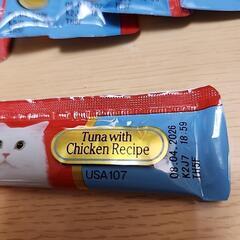 Tuna with
Chicken Recipe
USA107
08.04.2026
K2J7 18:59